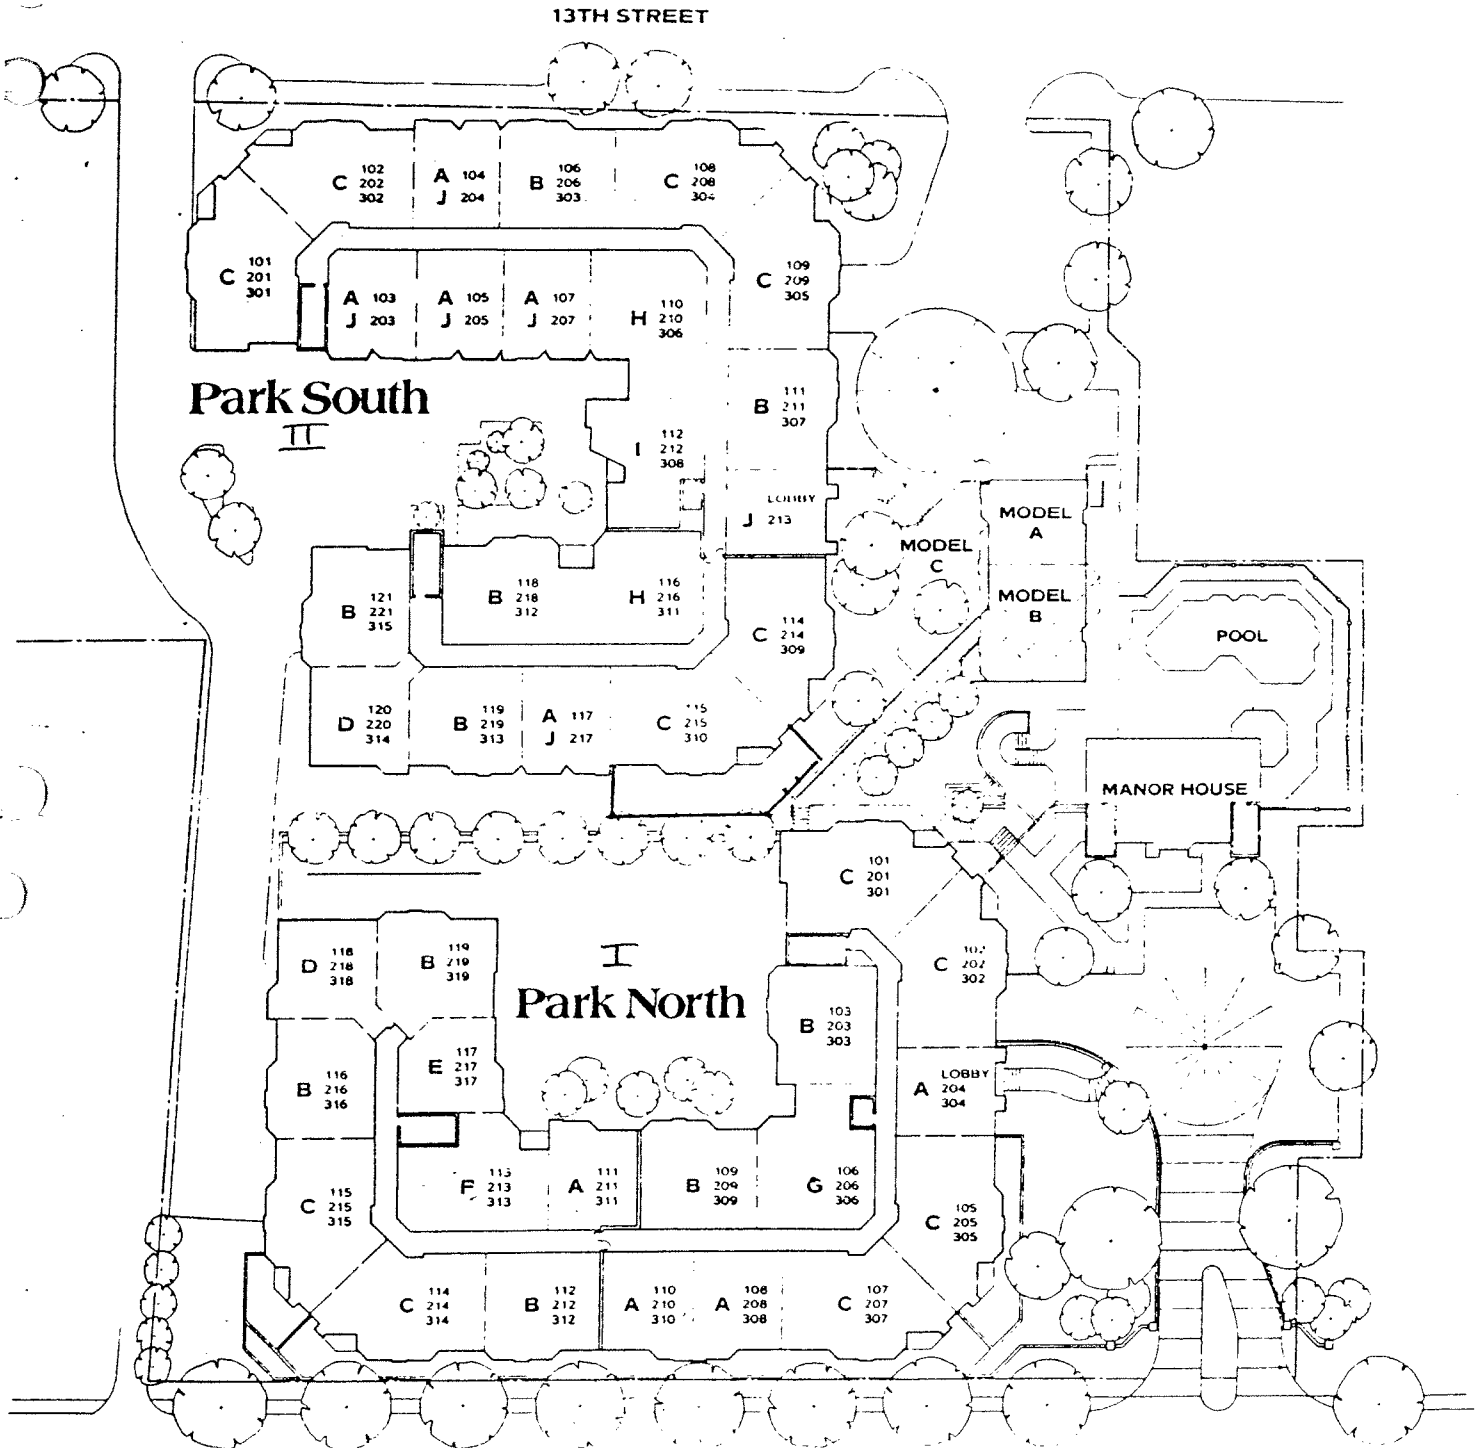 13TH STREET
C 102 202 302
A 104
J 204
B 106 206 303
C 108 208 304
C 101 201 301
A 103
J 203
A 105
J 205
A 107
J 207
H 110 210 306
C 109 209 305
Park South
II
B 111 211 307
I 112 212 308
LOBBY
J 213
MODEL A
MODEL C
MODEL B
B 121 221 315
B 118 218 312
H 116 216 311
C 114 214 309
POOL
D 120 220 314
B 119 219 313
A 117
J 217
C 115 215 310
MANOR HOUSE
C 101 201 301
I
Park North
D 118 218 318
B 119 219 319
C 102 202 302
B 103 203 303
E 117 217 317
B 116 216 316
LOBBY
A 204 304
F 113 213 313
A 111 211 311
B 109 209 309
G 106 206 306
C 115 215 315
C 105 205 305
C 114 214 314
B 112 212 312
A 110 210 310
A 108 208 308
C 107 207 307